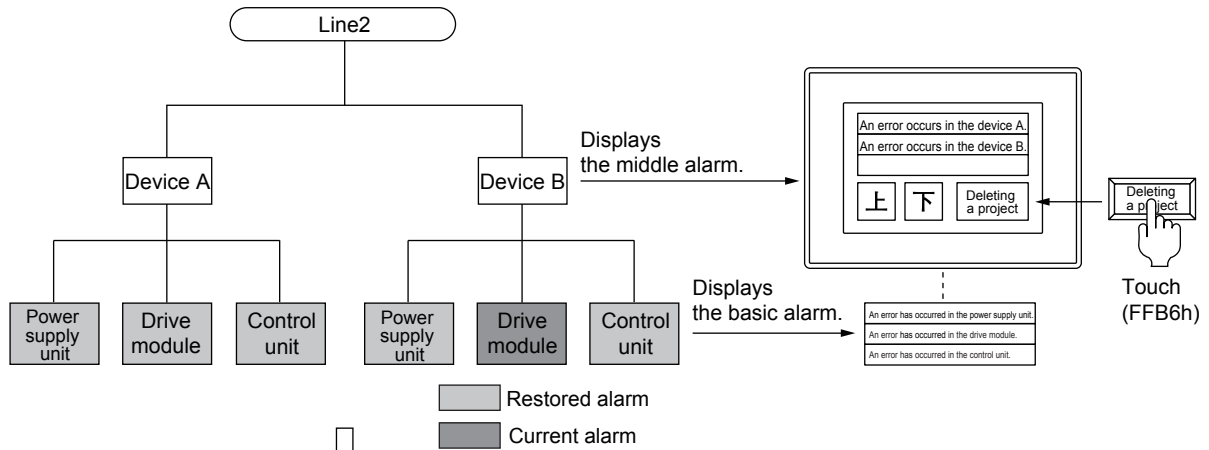 Line2
Device A
Device B
Power
supply
unit
Drive
module
Control
unit
Power
supply
unit
Drive
module
Control
unit
Displays
the middle alarm.
An error occurs in the device A.
An error occurs in the device B.
上
下
Deleting
a project
Deleting
a project
Touch
(FFB6h)
Displays
the basic alarm.
An error has occurred in the power supply unit.
An error has occurred in the drive module.
An error has occurred in the control unit.
Restored alarm
Current alarm